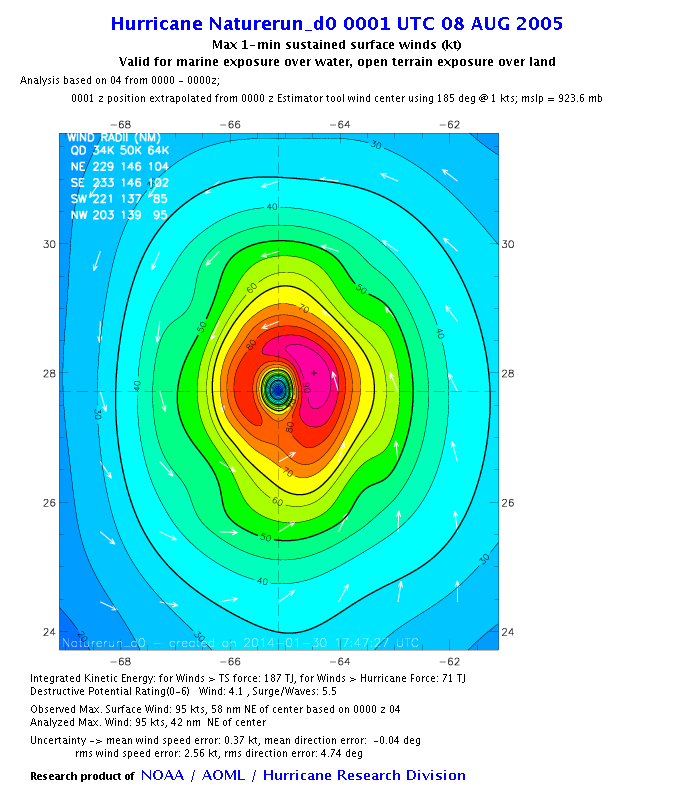 Hurricane Naturerun_d0 0001 UTC 08 AUG 2005
Max 1-min sustained surface winds (kt)
Valid for marine exposure over water, open terrain exposure over land
Analysis based on 04 from 0000 - 0000z;
0001 z position extrapolated from 0000 z Estimator tool wind center using 185 deg @ 1 kts; mslp = 923.6 mb
-68 -66 -64 -62
WIND RADII (NM)
QD 34K 50K 64K
NE 229 146 104
SE 233 146 102
SW 221 137 85
NW 203 139 95
30
30
30
40
50
60
70
50
80
40
28
28
40
90
30
80
70
26
26
60
50
40
30
24
24
20
30
Naturerun_d0 - created on 2014-01-30 17:47:27 UTC
-68 -66 -64 -62
Integrated Kinetic Energy: for Winds > TS force: 187 TJ, for Winds > Hurricane Force: 71 TJ
Destructive Potential Rating(0-6) Wind: 4.1 , Surge/Waves: 5.5
Observed Max. Surface Wind: 95 kts, 58 nm NE of center based on 0000 z 04
Analyzed Max. Wind: 95 kts, 42 nm NE of center
Uncertainty -> mean wind speed error: 0.37 kt, mean direction error: -0.04 deg
rms wind speed error: 2.56 kt, rms direction error: 4.74 deg
Research product of NOAA / AOML / Hurricane Research Division